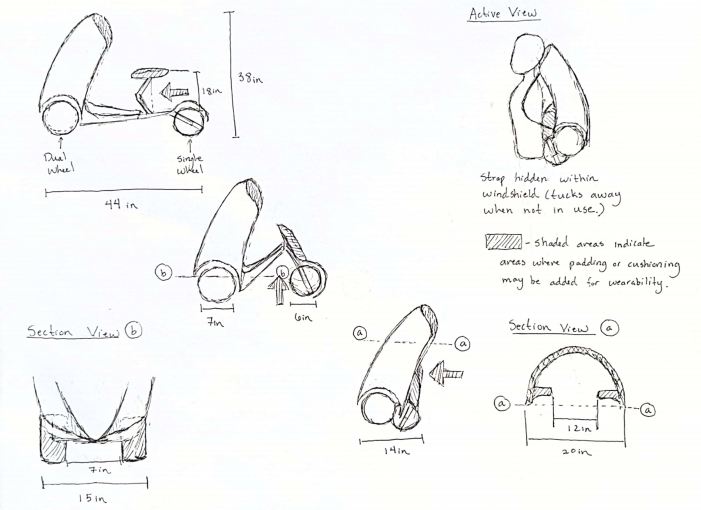 Active View
38in
18in
Dual
Wheel
Single
Wheel
44 in
Strap hidden within
windshield (tucks away
when not in use.)
- Shaded areas indicate
areas where padding or cushioning
may be added for wearability.
b
b
7in
6in
Section View b
7in
15in
a
a
14in
Section View a
a
a
12in
20in